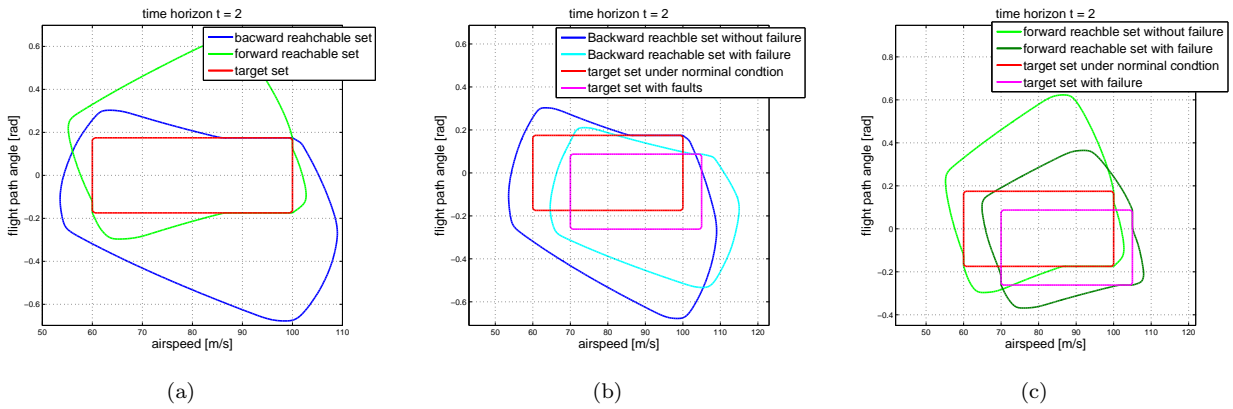 time horizon t = 2
bacward reahchable set
forward reachable set
target set
flight path angle [rad]
0.6
0.4
0.2
0
−0.2
−0.4
−0.6
50 60 70 80 90 100 110
airspeed [m/s]
(a)
time horizon t = 2
Backward reachble set without failure
Backward reachable set with failure
target set under norminal condtion
target set with faults
flight path angle [rad]
0.6
0.4
0.2
0
−0.2
−0.4
−0.6
50 60 70 80 90 100 110 120
airspeed [m/s]
(b)
time horizon t = 2
forward reachble set without failure
forward reachable set with failure
target set under norminal condtion
target set with failure
flight path angle [rad]
0.8
0.6
0.4
0.2
0
−0.2
−0.4
50 60 70 80 90 100 110 120
airspeed [m/s]
(c)